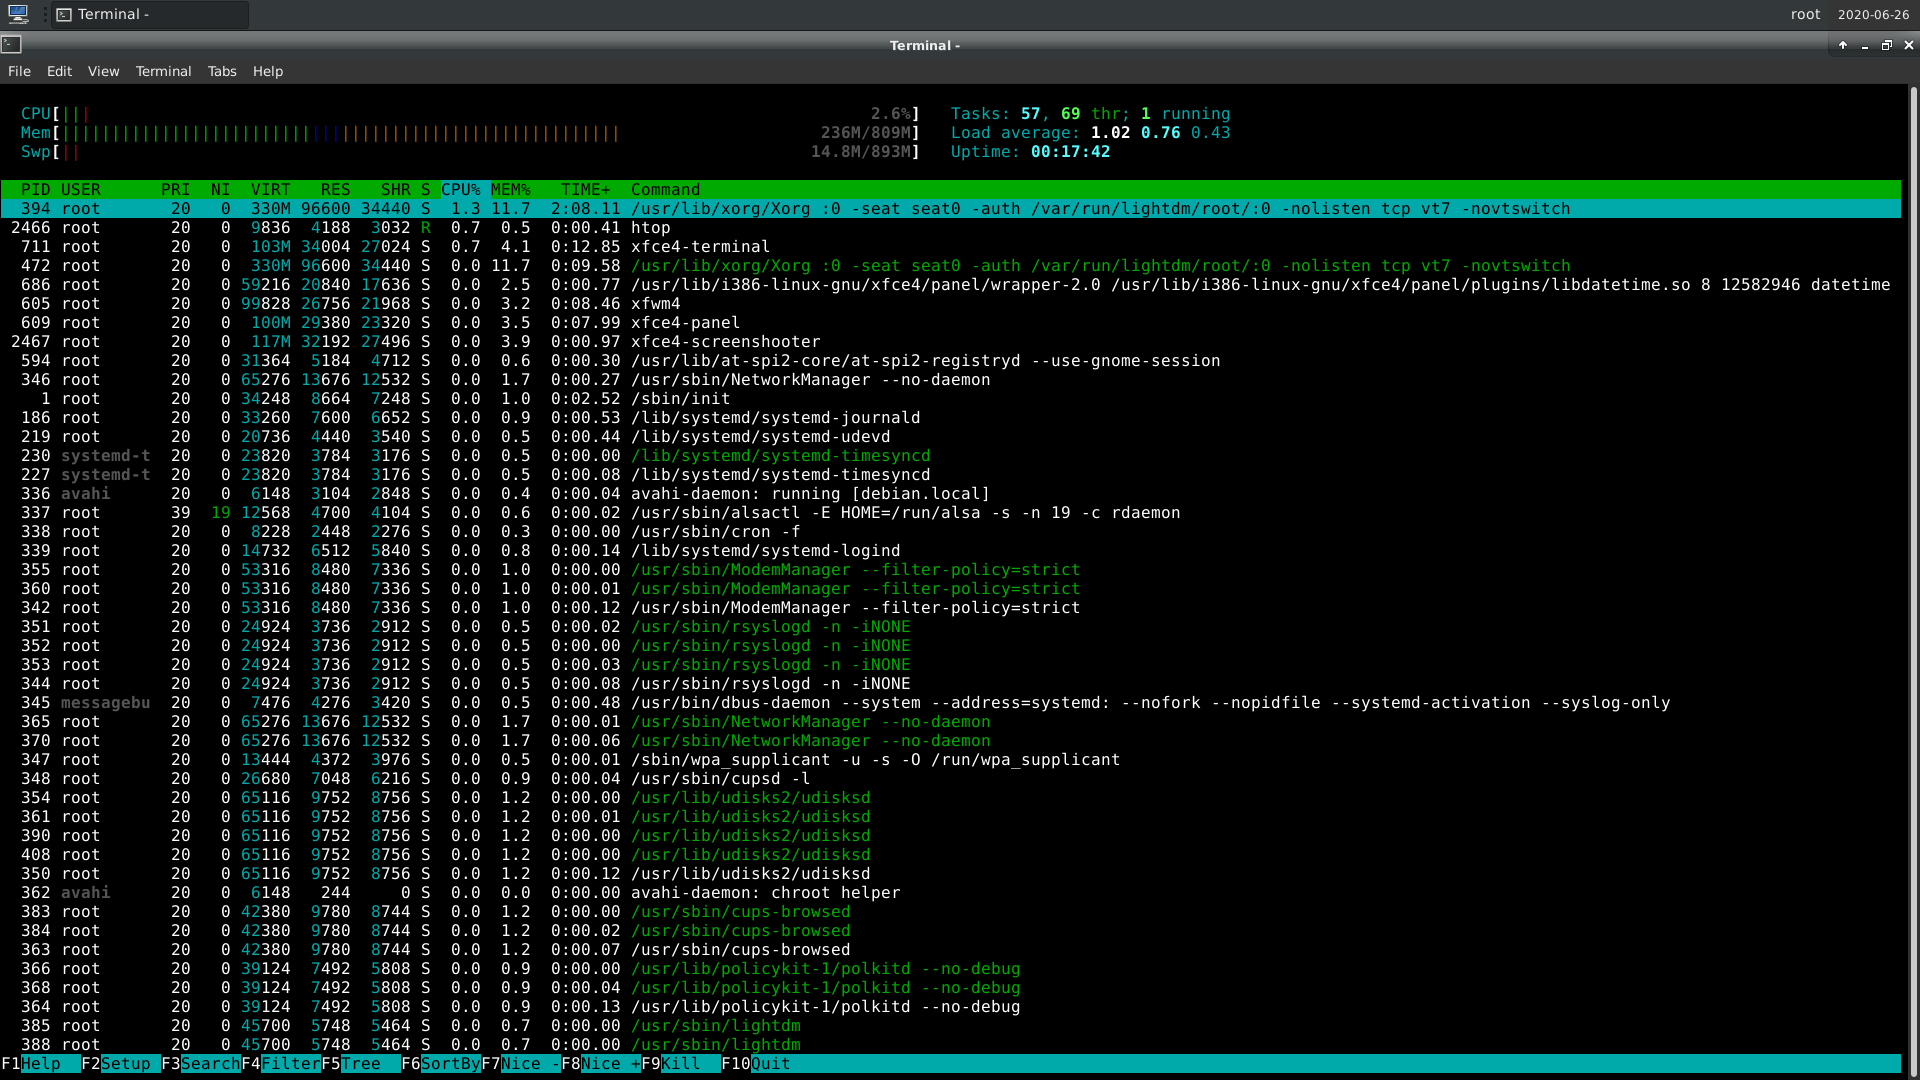 Terminal -
root 2020-06-26
Terminal -
File Edit View Terminal Tabs Help
CPU[||| 2.6%] Tasks: 57, 69 thr; 1 running
Mem[|||||||||||||||||||||||||||||||||||||||||||||||||||||||| 236M/809M] Load average: 1.02 0.76 0.43
Swp[|| 14.8M/893M] Uptime: 00:17:42
PID USER PRI NI VIRT RES SHR S CPU% MEM% TIME+ Command
394 root 20 0 330M 96600 34440 S 1.3 11.7 2:08.11 /usr/lib/xorg/Xorg :0 -seat seat0 -auth /var/run/lightdm/root/:0 -nolisten tcp vt7 -novtswitch
2466 root 20 0 9836 4188 3032 R 0.7 0.5 0:00.41 htop
711 root 20 0 103M 34004 27024 S 0.7 4.1 0:12.85 xfce4-terminal
472 root 20 0 330M 96600 34440 S 0.0 11.7 0:09.58 /usr/lib/xorg/Xorg :0 -seat seat0 -auth /var/run/lightdm/root/:0 -nolisten tcp vt7 -novtswitch
686 root 20 0 59216 20840 17636 S 0.0 2.5 0:00.77 /usr/lib/i386-linux-gnu/xfce4/panel/wrapper-2.0 /usr/lib/i386-linux-gnu/xfce4/panel/plugins/libdatetime.so 8 12582946 datetime
605 root 20 0 99828 26756 21968 S 0.0 3.2 0:08.46 xfwm4
609 root 20 0 100M 29380 23320 S 0.0 3.5 0:07.99 xfce4-panel
2467 root 20 0 117M 32192 27496 S 0.0 3.9 0:00.97 xfce4-screenshooter
594 root 20 0 31364 5184 4712 S 0.0 0.6 0:00.30 /usr/lib/at-spi2-core/at-spi2-registryd --use-gnome-session
346 root 20 0 65276 13676 12532 S 0.0 1.7 0:00.27 /usr/sbin/NetworkManager --no-daemon
1 root 20 0 34248 8664 7248 S 0.0 1.0 0:02.52 /sbin/init
186 root 20 0 33260 7600 6652 S 0.0 0.9 0:00.53 /lib/systemd/systemd-journald
219 root 20 0 20736 4440 3540 S 0.0 0.5 0:00.44 /lib/systemd/systemd-udevd
230 systemd-t 20 0 23820 3784 3176 S 0.0 0.5 0:00.00 /lib/systemd/systemd-timesyncd
227 systemd-t 20 0 23820 3784 3176 S 0.0 0.5 0:00.08 /lib/systemd/systemd-timesyncd
336 avahi 20 0 6148 3104 2848 S 0.0 0.4 0:00.04 avahi-daemon: running [debian.local]
337 root 39 19 12568 4700 4104 S 0.0 0.6 0:00.02 /usr/sbin/alsactl -E HOME=/run/alsa -s -n 19 -c rdaemon
338 root 20 0 8228 2448 2276 S 0.0 0.3 0:00.00 /usr/sbin/cron -f
339 root 20 0 14732 6512 5840 S 0.0 0.8 0:00.14 /lib/systemd/systemd-logind
355 root 20 0 53316 8480 7336 S 0.0 1.0 0:00.00 /usr/sbin/ModemManager --filter-policy=strict
360 root 20 0 53316 8480 7336 S 0.0 1.0 0:00.01 /usr/sbin/ModemManager --filter-policy=strict
342 root 20 0 53316 8480 7336 S 0.0 1.0 0:00.12 /usr/sbin/ModemManager --filter-policy=strict
351 root 20 0 24924 3736 2912 S 0.0 0.5 0:00.02 /usr/sbin/rsyslogd -n -iNONE
352 root 20 0 24924 3736 2912 S 0.0 0.5 0:00.00 /usr/sbin/rsyslogd -n -iNONE
353 root 20 0 24924 3736 2912 S 0.0 0.5 0:00.03 /usr/sbin/rsyslogd -n -iNONE
344 root 20 0 24924 3736 2912 S 0.0 0.5 0:00.08 /usr/sbin/rsyslogd -n -iNONE
345 messagebu 20 0 7476 4276 3420 S 0.0 0.5 0:00.48 /usr/bin/dbus-daemon --system --address=systemd: --nofork --nopidfile --systemd-activation --syslog-only
365 root 20 0 65276 13676 12532 S 0.0 1.7 0:00.01 /usr/sbin/NetworkManager --no-daemon
370 root 20 0 65276 13676 12532 S 0.0 1.7 0:00.06 /usr/sbin/NetworkManager --no-daemon
347 root 20 0 13444 4372 3976 S 0.0 0.5 0:00.01 /sbin/wpa_supplicant -u -s -O /run/wpa_supplicant
348 root 20 0 26680 7048 6216 S 0.0 0.9 0:00.04 /usr/sbin/cupsd -l
354 root 20 0 65116 9752 8756 S 0.0 1.2 0:00.00 /usr/lib/udisks2/udisksd
361 root 20 0 65116 9752 8756 S 0.0 1.2 0:00.01 /usr/lib/udisks2/udisksd
390 root 20 0 65116 9752 8756 S 0.0 1.2 0:00.00 /usr/lib/udisks2/udisksd
408 root 20 0 65116 9752 8756 S 0.0 1.2 0:00.00 /usr/lib/udisks2/udisksd
350 root 20 0 65116 9752 8756 S 0.0 1.2 0:00.12 /usr/lib/udisks2/udisksd
362 avahi 20 0 6148 244 0 S 0.0 0.0 0:00.00 avahi-daemon: chroot helper
383 root 20 0 42380 9780 8744 S 0.0 1.2 0:00.00 /usr/sbin/cups-browsed
384 root 20 0 42380 9780 8744 S 0.0 1.2 0:00.02 /usr/sbin/cups-browsed
363 root 20 0 42380 9780 8744 S 0.0 1.2 0:00.07 /usr/sbin/cups-browsed
366 root 20 0 39124 7492 5808 S 0.0 0.9 0:00.00 /usr/lib/policykit-1/polkitd --no-debug
368 root 20 0 39124 7492 5808 S 0.0 0.9 0:00.04 /usr/lib/policykit-1/polkitd --no-debug
364 root 20 0 39124 7492 5808 S 0.0 0.9 0:00.13 /usr/lib/policykit-1/polkitd --no-debug
385 root 20 0 45700 5748 5464 S 0.0 0.7 0:00.00 /usr/sbin/lightdm
388 root 20 0 45700 5748 5464 S 0.0 0.7 0:00.00 /usr/sbin/lightdm
F1Help F2Setup F3SearchF4FilterF5Tree F6SortByF7Nice -F8Nice +F9Kill F10Quit